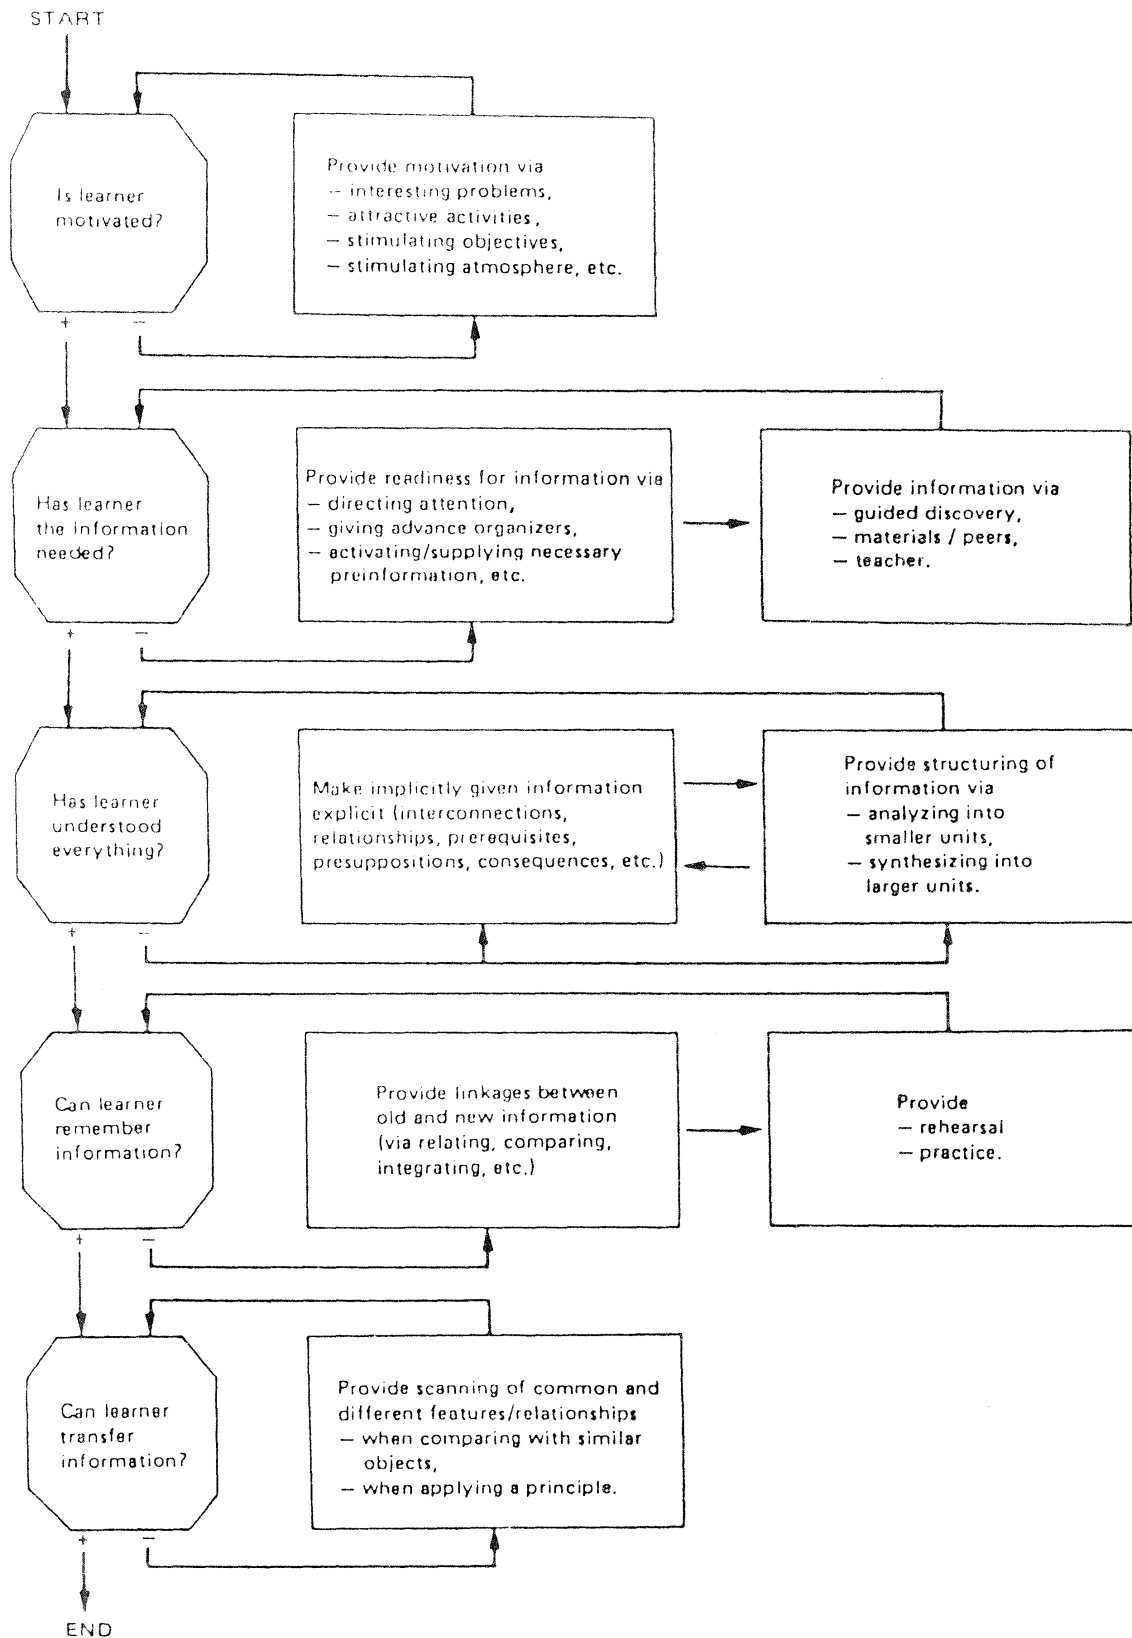 START
Is learner
motivated?
Provide motivation via
– interesting problems,
– attractive activities,
– stimulating objectives,
– stimulating atmosphere, etc.
+ –
Has learner
the information
needed?
Provide readiness for information via
– directing attention,
– giving advance organizers,
– activating/supplying necessary
preinformation, etc.
Provide information via
– guided discovery,
– materials / peers,
– teacher.
+ –
Has learner
understood
everything?
Make implicitly given information
explicit (interconnections,
relationships, prerequisites,
presuppositions, consequences, etc.)
Provide structuring of
information via
– analyzing into
smaller units,
– synthesizing into
larger units.
+ –
Can learner
remember
information?
Provide linkages between
old and new information
(via relating, comparing,
integrating, etc.)
Provide
– rehearsal
– practice.
+ –
Can learner
transfer
information?
Provide scanning of common and
different features/relationships
– when comparing with similar
objects,
– when applying a principle.
+ –
END